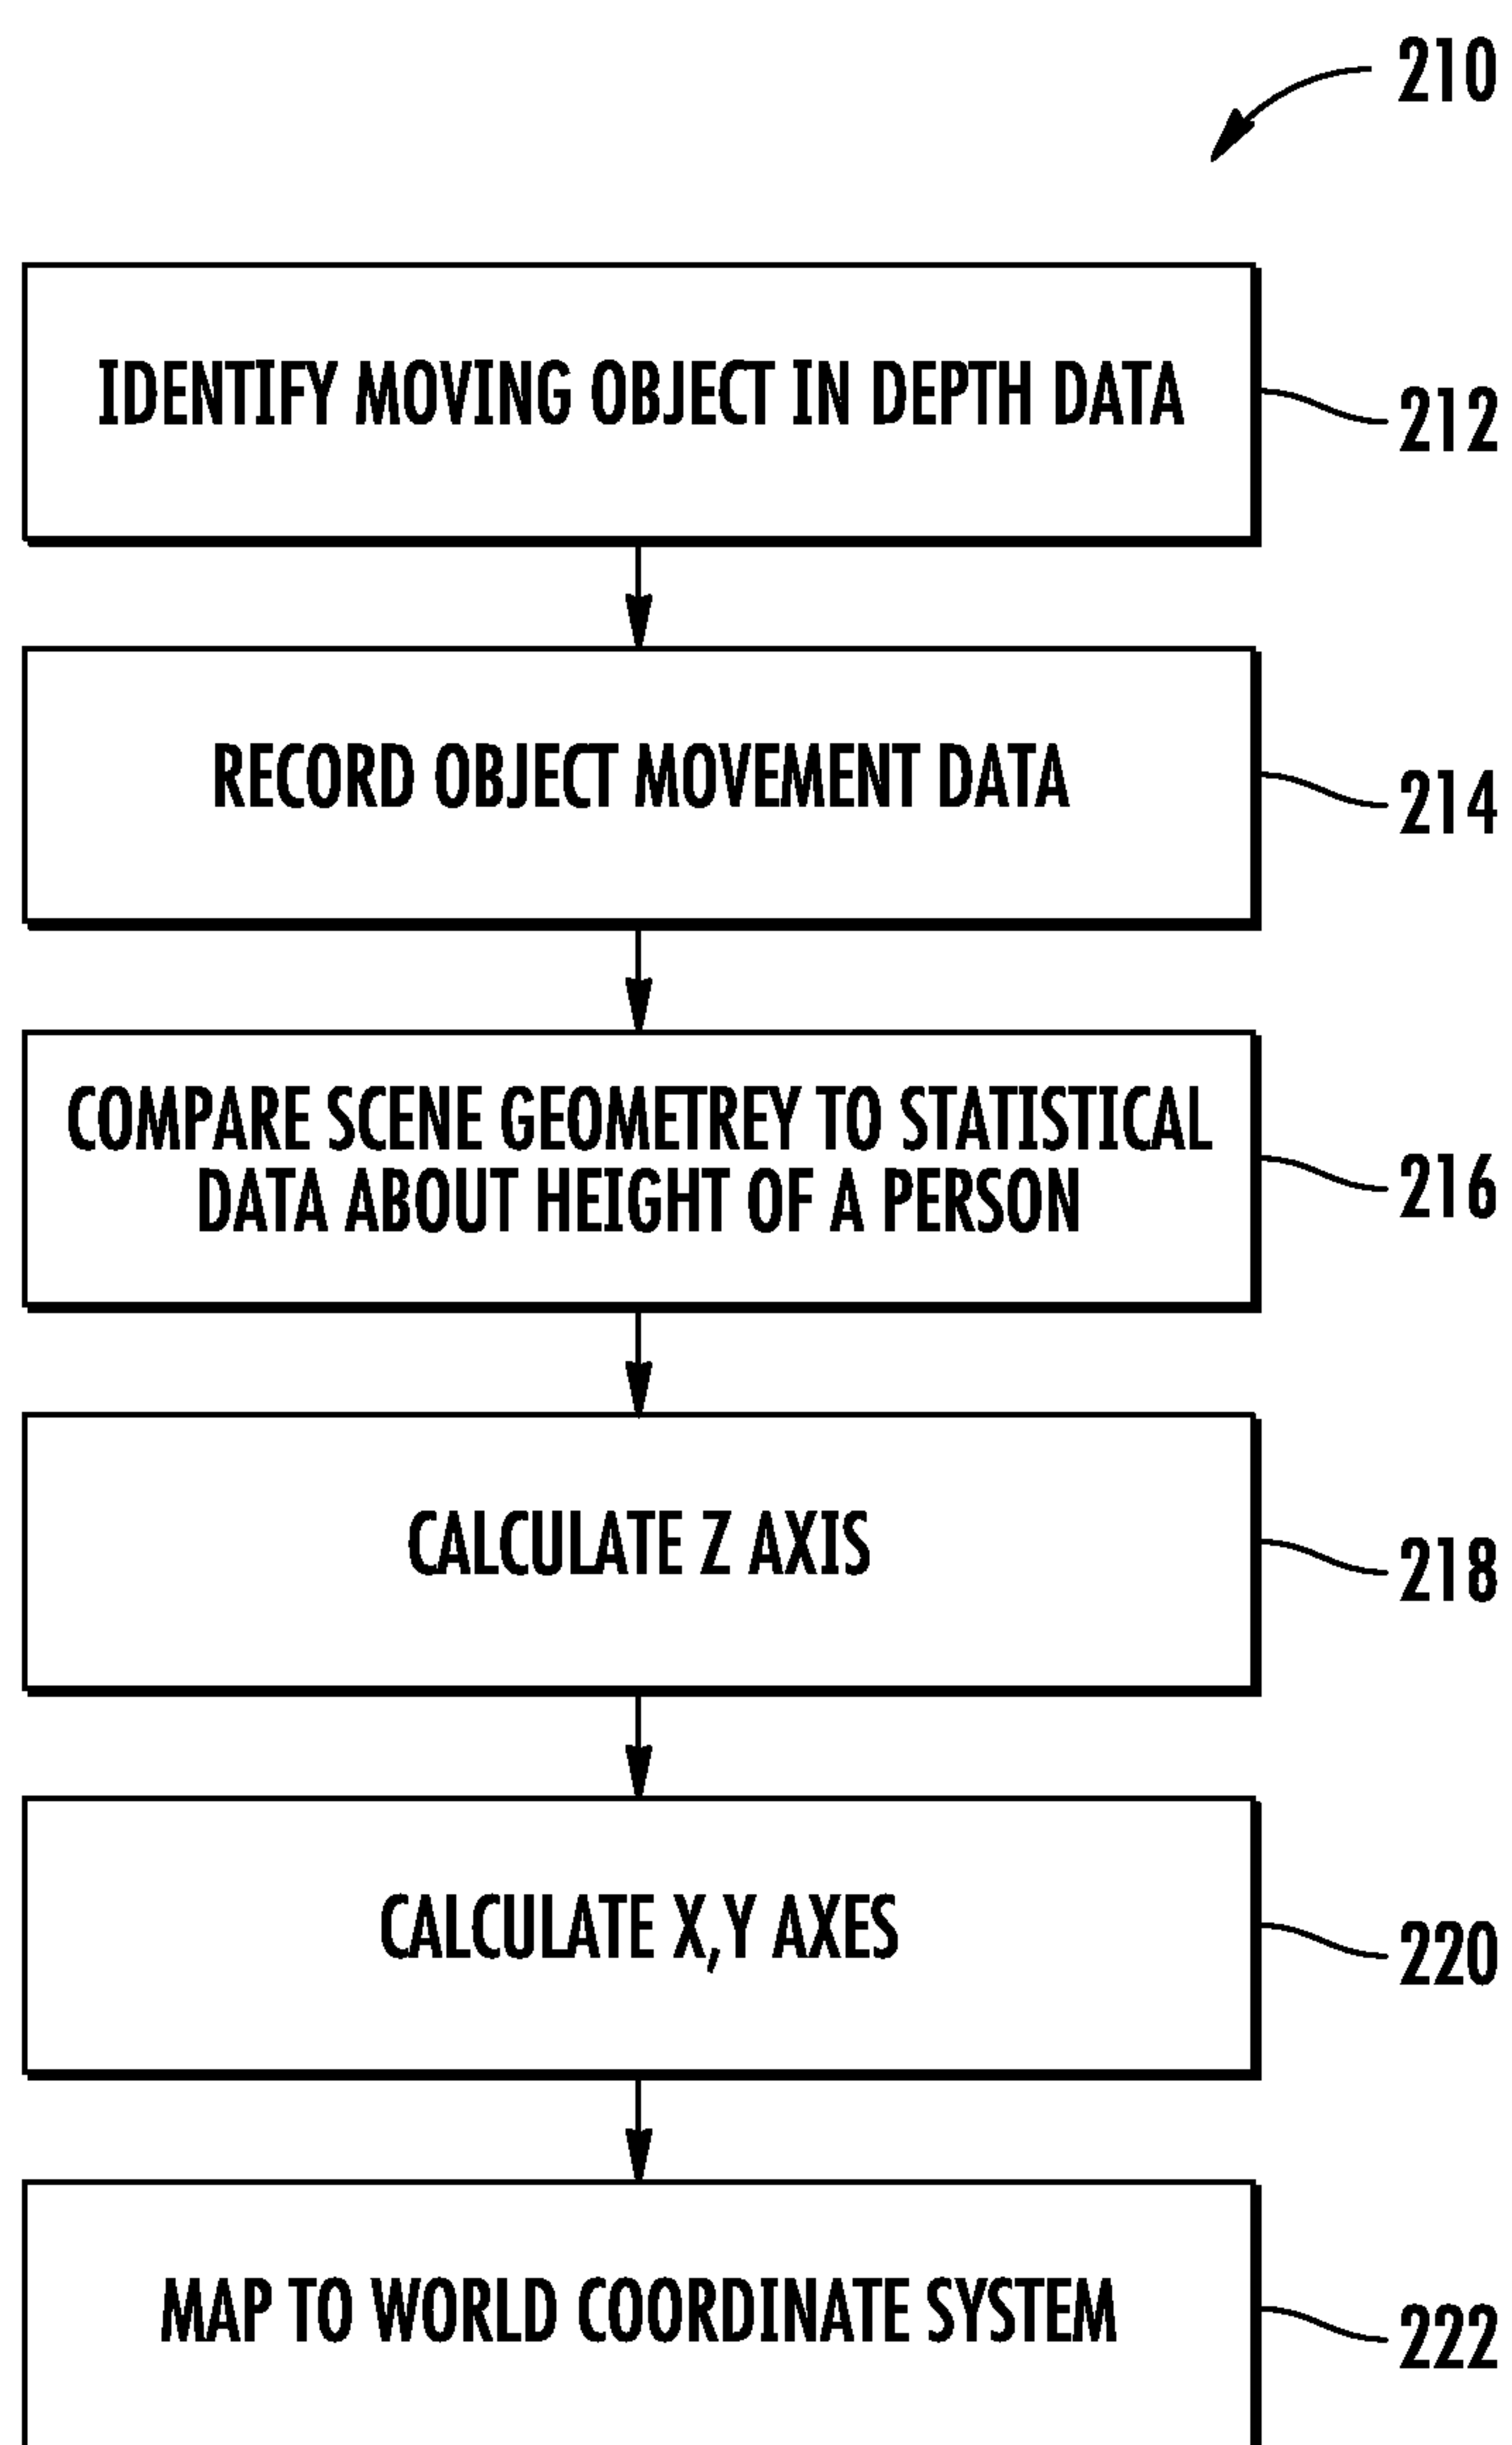 210
IDENTIFY MOVING OBJECT IN DEPTH DATA
212
RECORD OBJECT MOVEMENT DATA
214
COMPARE SCENE GEOMETREY TO STATISTICAL
DATA ABOUT HEIGHT OF A PERSON
216
CALCULATE Z AXIS
218
CALCULATE X,Y AXES
220
MAP TO WORLD COORDINATE SYSTEM
222